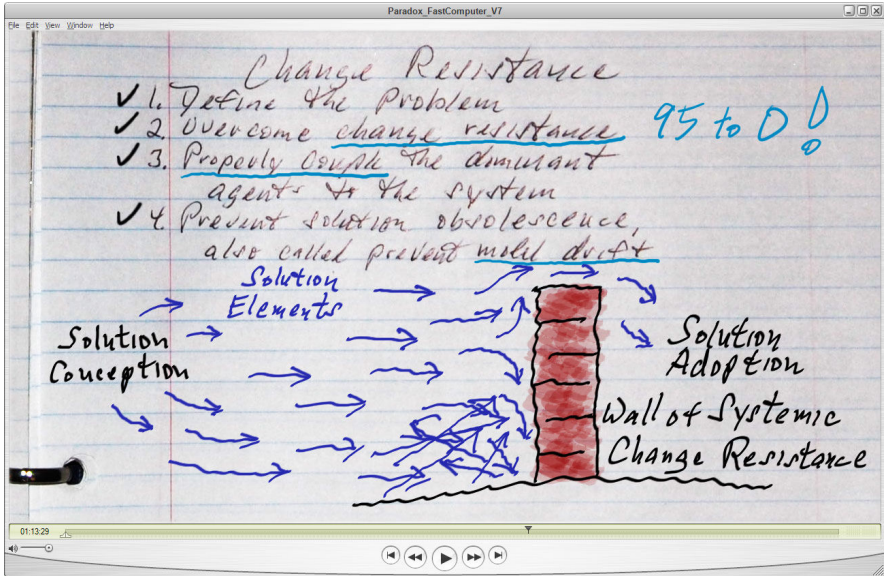 Paradox_FastComputer_V7
File Edit View Window Help
Change Resistance
✓ 1. Define the Problem
✓ 2. Overcome change resistance 95 to 0!
✓ 3. Properly couple the dominant
agents to the system
✓ 4. Prevent solution obsolescence,
also called prevent model drift
Solution
Elements
Solution
Conception
Solution
Adoption
Wall of Systemic
Change Resistance
01:13:29